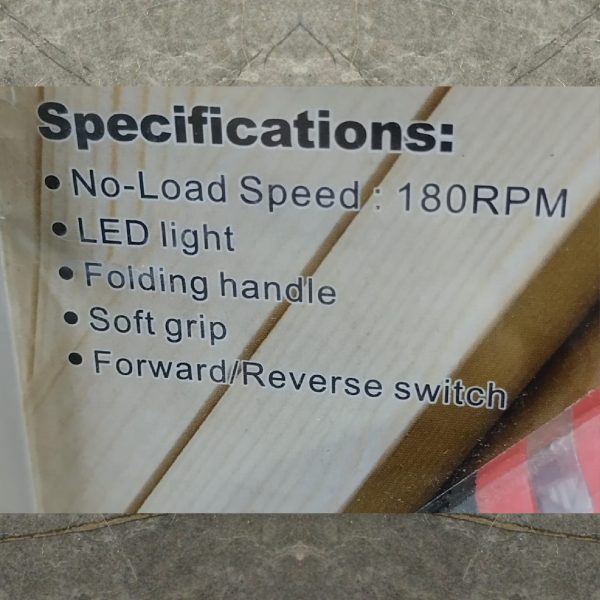 Specifications:
• No-Load Speed : 180RPM
• LED light
• Folding handle
• Soft grip
• Forward/Reverse switch